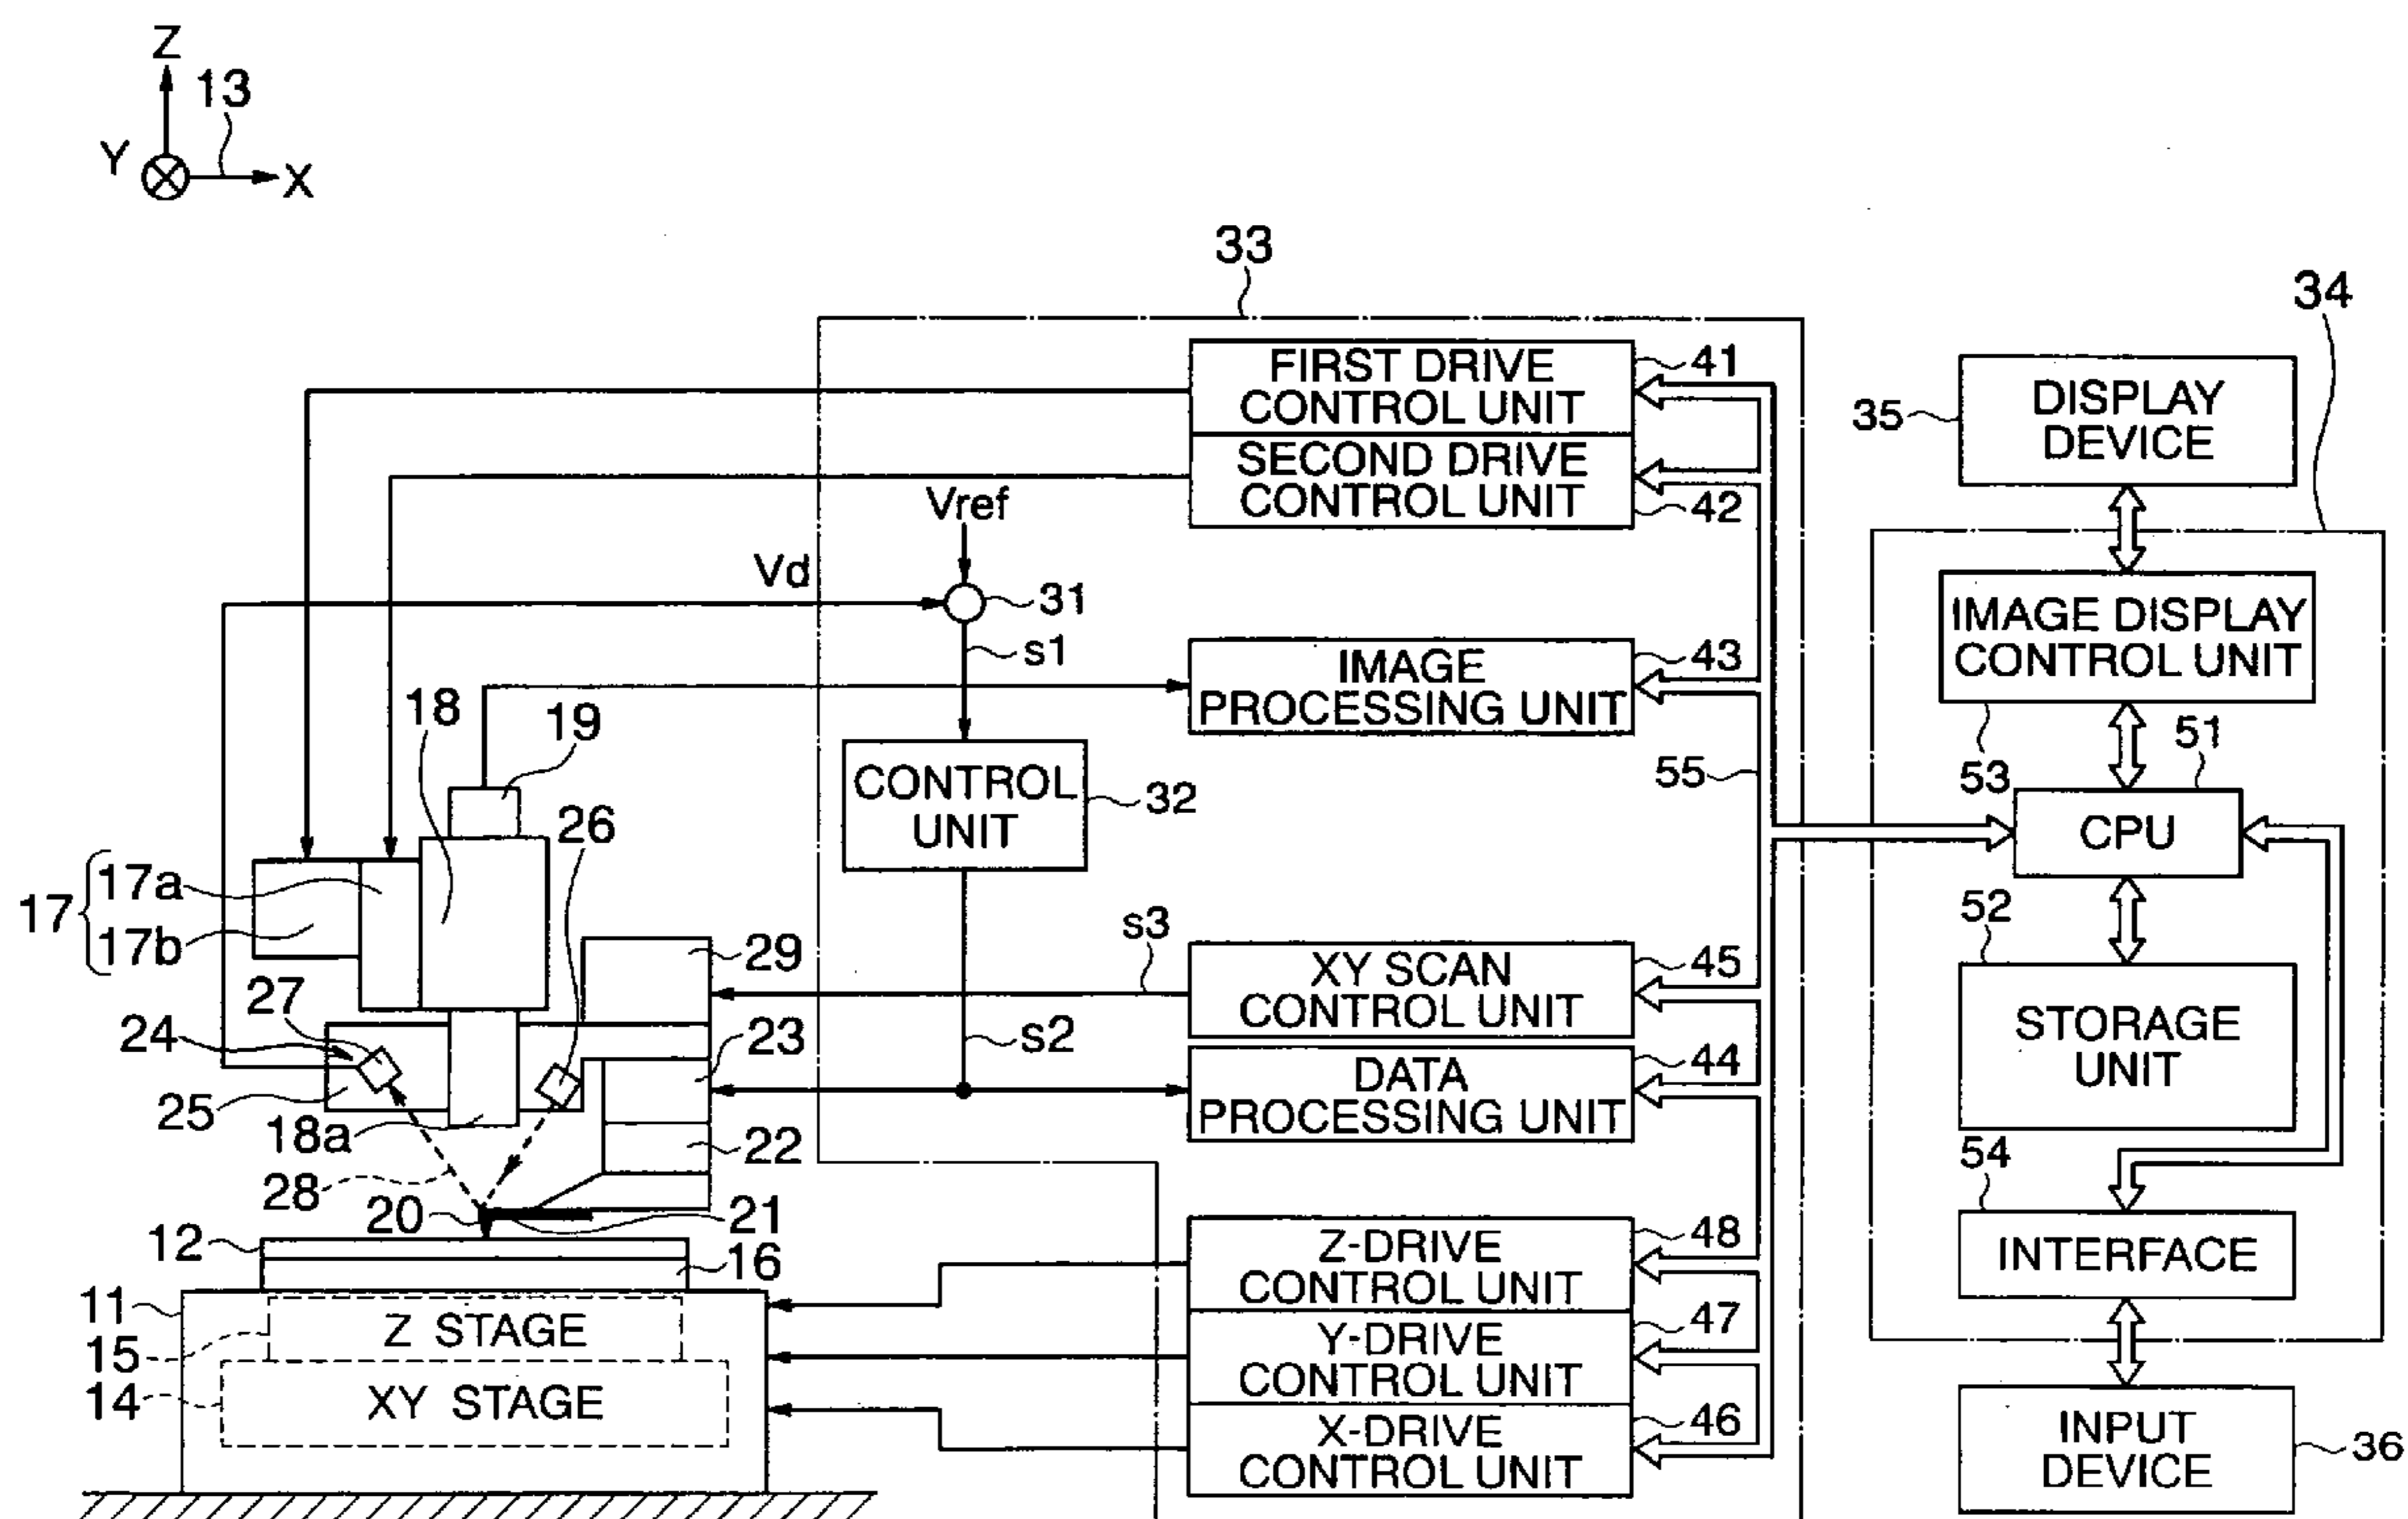 Z
13
Y
X
33
34
FIRST DRIVE
CONTROL UNIT
41
SECOND DRIVE
CONTROL UNIT
42
35
DISPLAY
DEVICE
Vref
Vd
31
s1
IMAGE
PROCESSING UNIT
43
IMAGE DISPLAY
CONTROL UNIT
53
51
18
19
CONTROL
UNIT
32
55
CPU
26
17
17a
17b
52
s3
29
XY SCAN
CONTROL UNIT
45
STORAGE
UNIT
27
24
23
s2
DATA
PROCESSING UNIT
44
25
18a
22
54
28
20
21
12
16
Z-DRIVE
CONTROL UNIT
48
INTERFACE
11
Z STAGE
15
Y-DRIVE
CONTROL UNIT
47
14
XY STAGE
X-DRIVE
CONTROL UNIT
46
INPUT
DEVICE
36